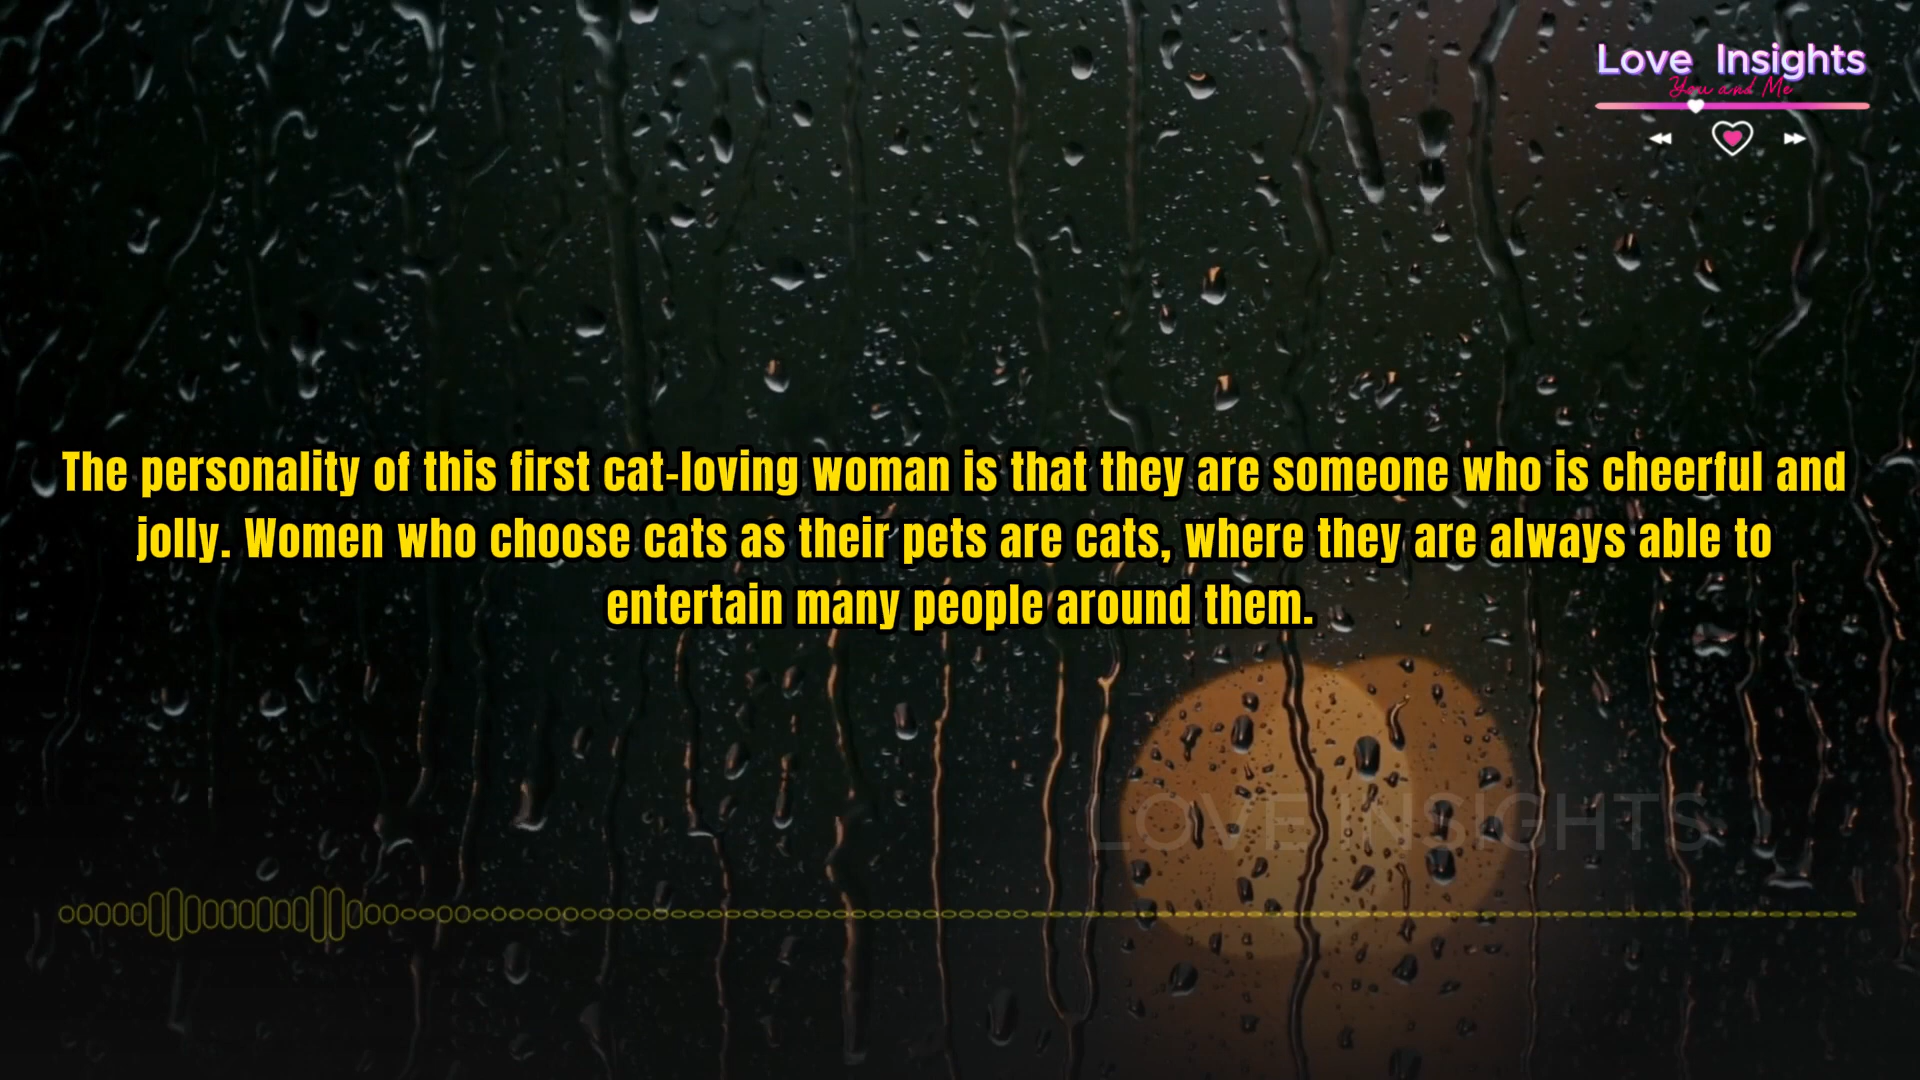 Love Insights
You and Me
The personality of this first cat-loving woman is that they are someone who is cheerful and
jolly. Women who choose cats as their pets are cats, where they are always able to
entertain many people around them.
LOVE INSIGHTS